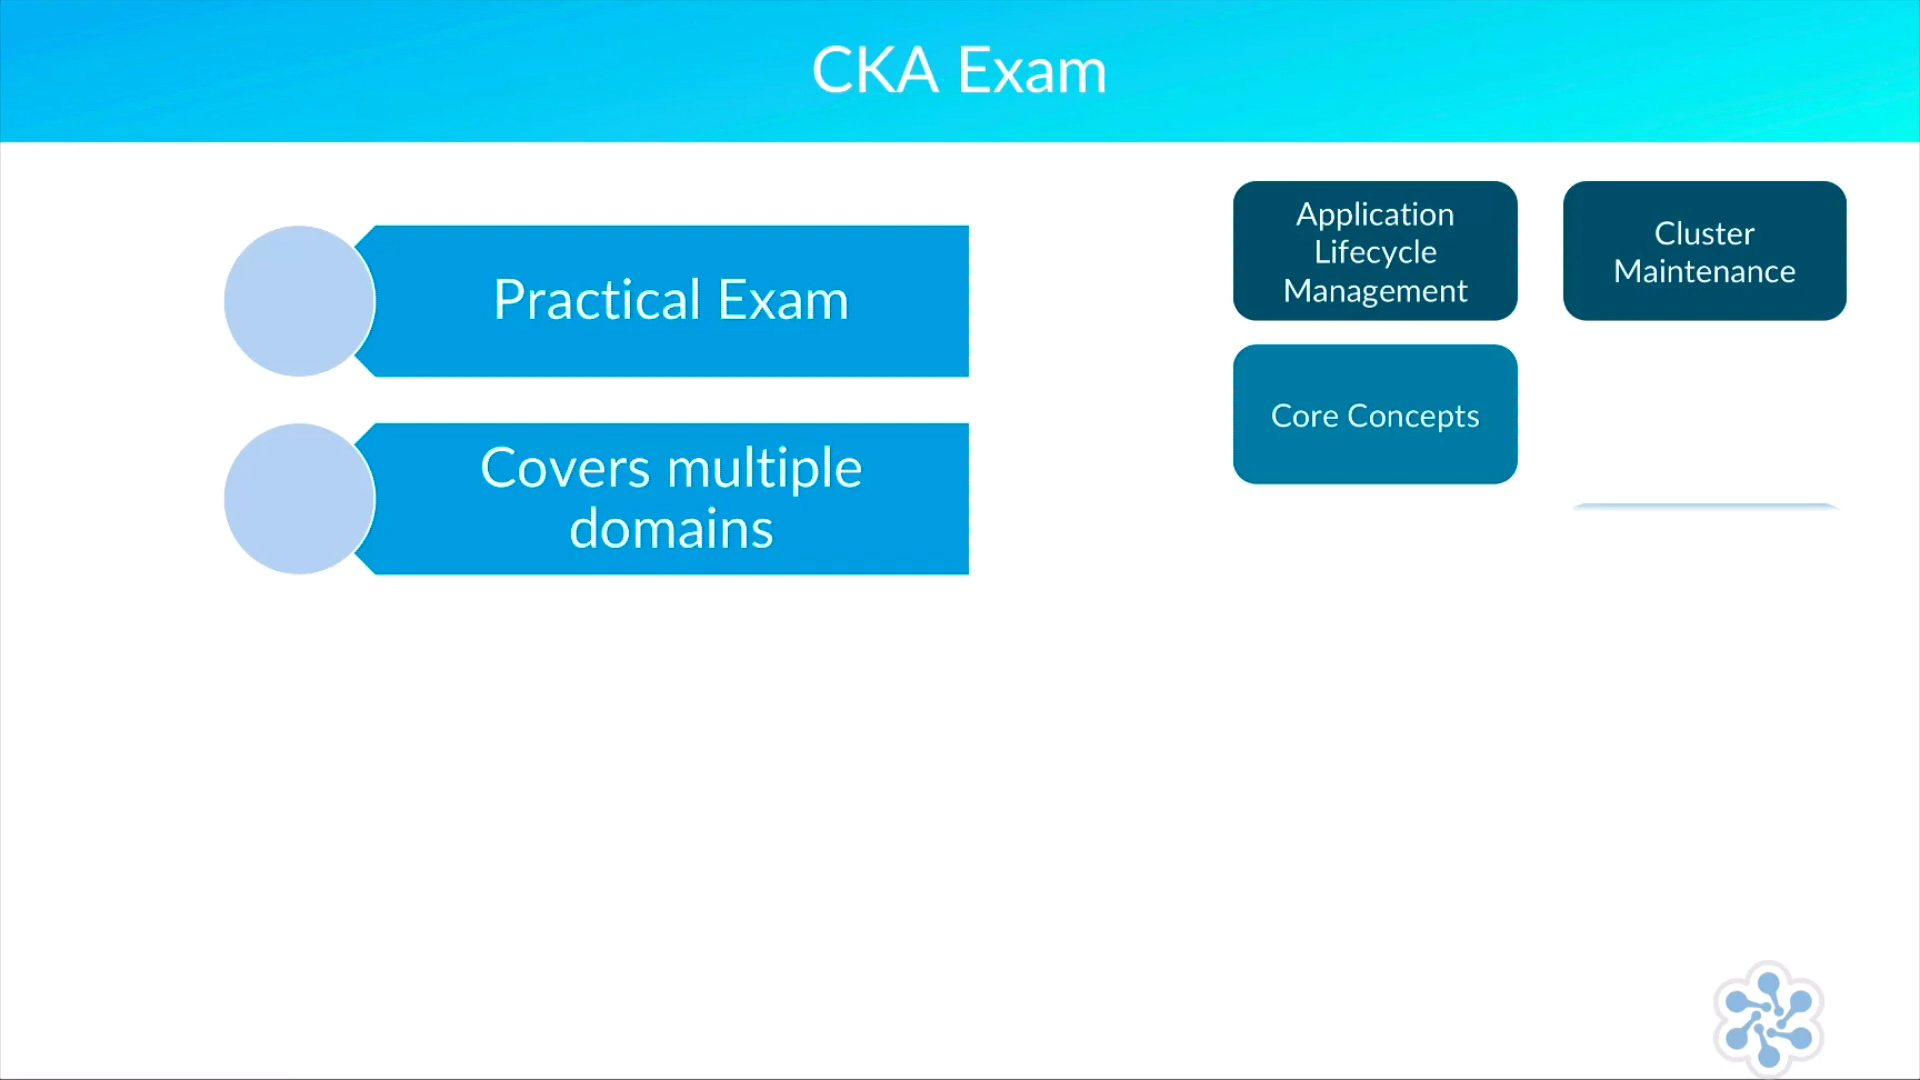 CKA Exam
Practical Exam
Covers multiple
domains
Application
Lifecycle
Management
Cluster
Maintenance
Core Concepts